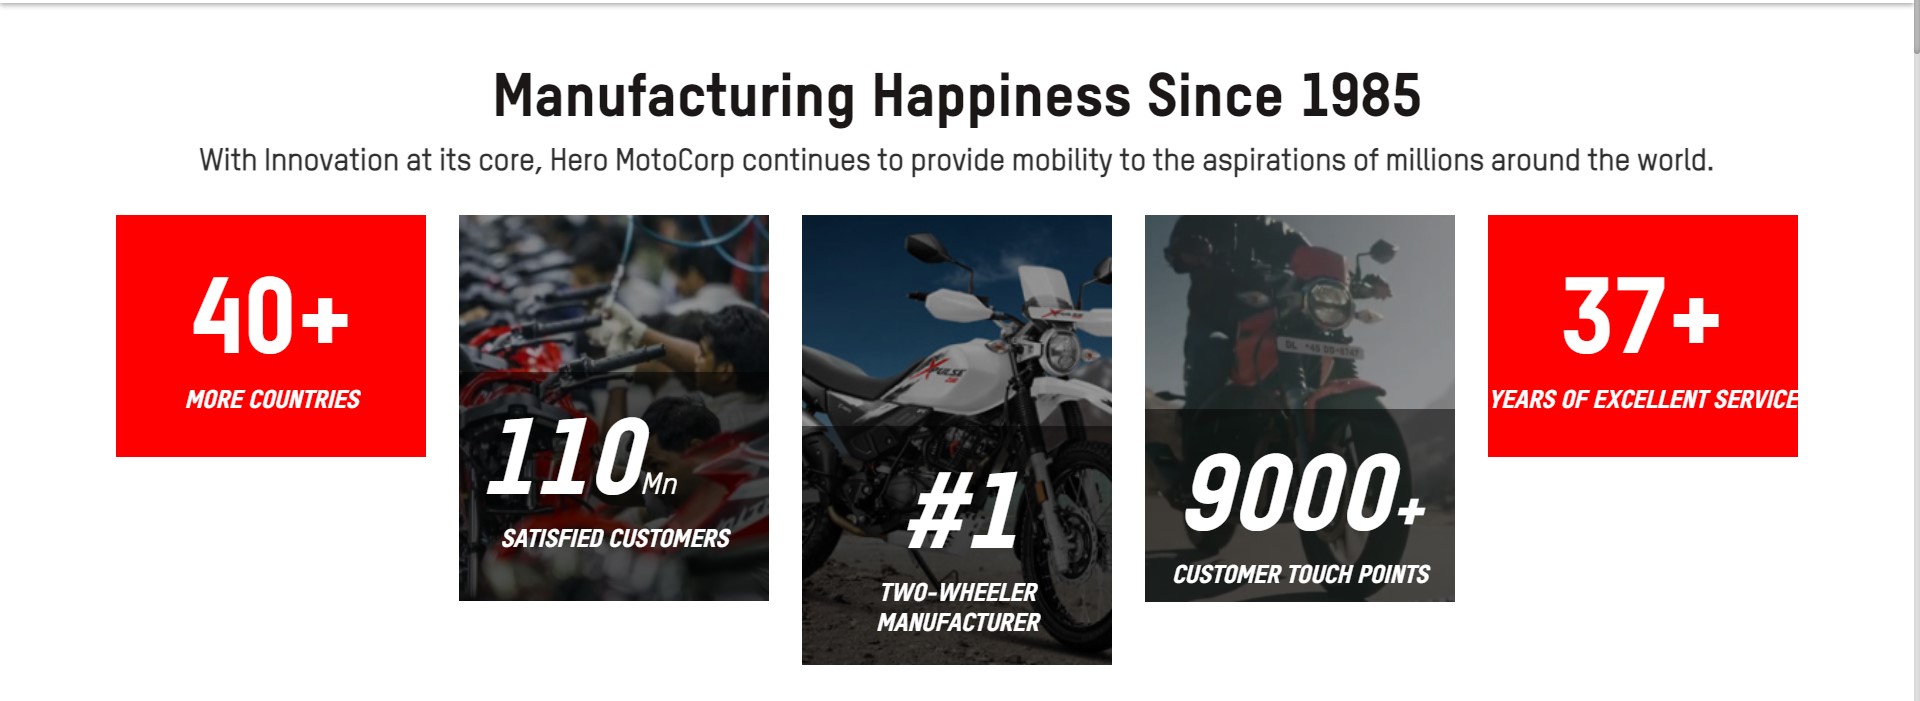 Manufacturing Happiness Since 1985
With Innovation at its core, Hero MotoCorp continues to provide mobility to the aspirations of millions around the world.
40+
MORE COUNTRIES
110Mn
SATISFIED CUSTOMERS
XPULSE
#1
TWO-WHEELER
MANUFACTURER
9000+
CUSTOMER TOUCH POINTS
37+
YEARS OF EXCELLENT SERVICE